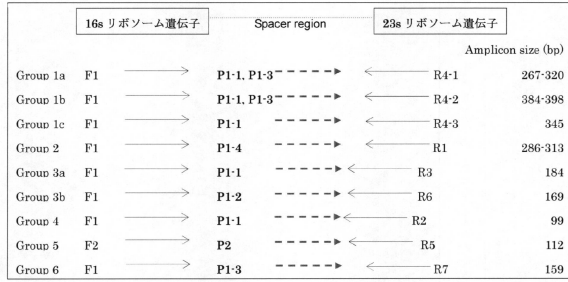 16s リボソーム遺伝子 Spacer region 23s リボソーム遺伝子
Amplicon size (bp)
Group 1a F1 P1-1, P1-3 R4-1 267-320
Group 1b F1 P1-1, P1-3 R4-2 384-398
Group 1c F1 P1-1 R4-3 345
Group 2 F1 P1-4 R1 286-313
Group 3a F1 P1-1 R3 184
Group 3b F1 P1-2 R6 169
Group 4 F1 P1-1 R2 99
Group 5 F2 P2 R5 112
Group 6 F1 P1-3 R7 159